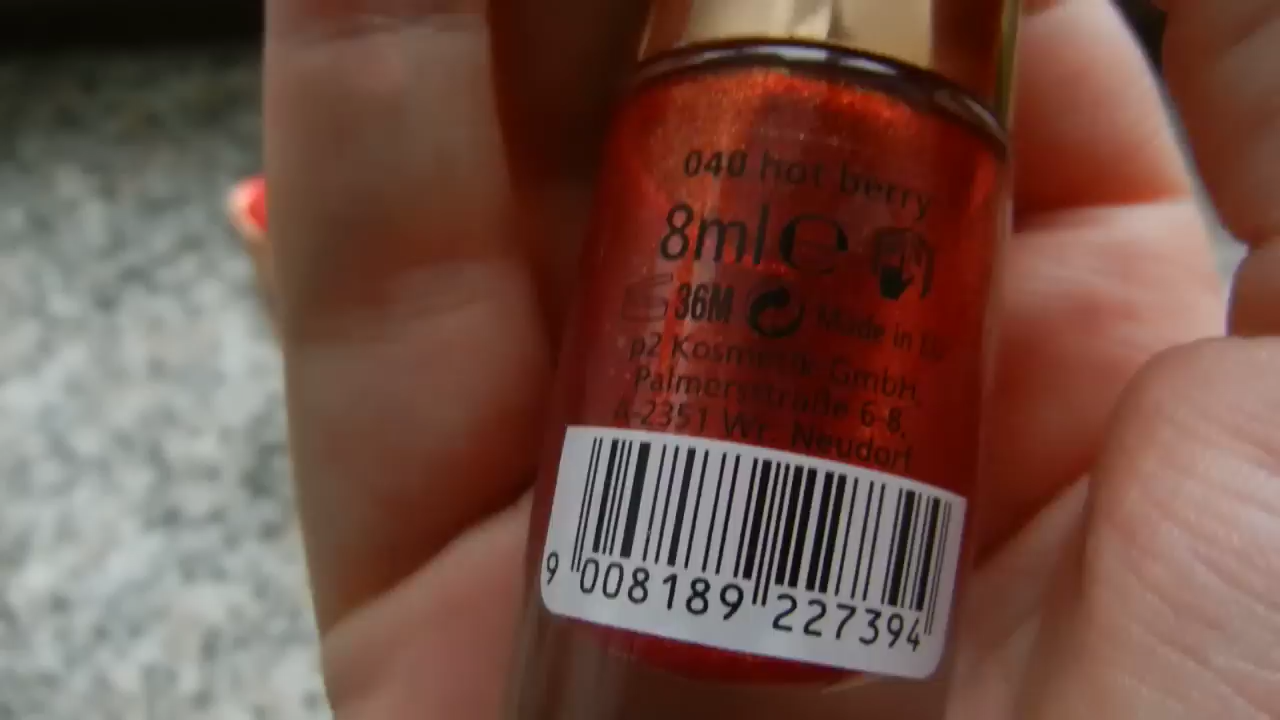 040 hot berry
8ml ℮
36M Made in EU
p2 Kosmetik GmbH,
Palmersstraße 6-8,
A-2351 Wr. Neudorf
9 008189 227394